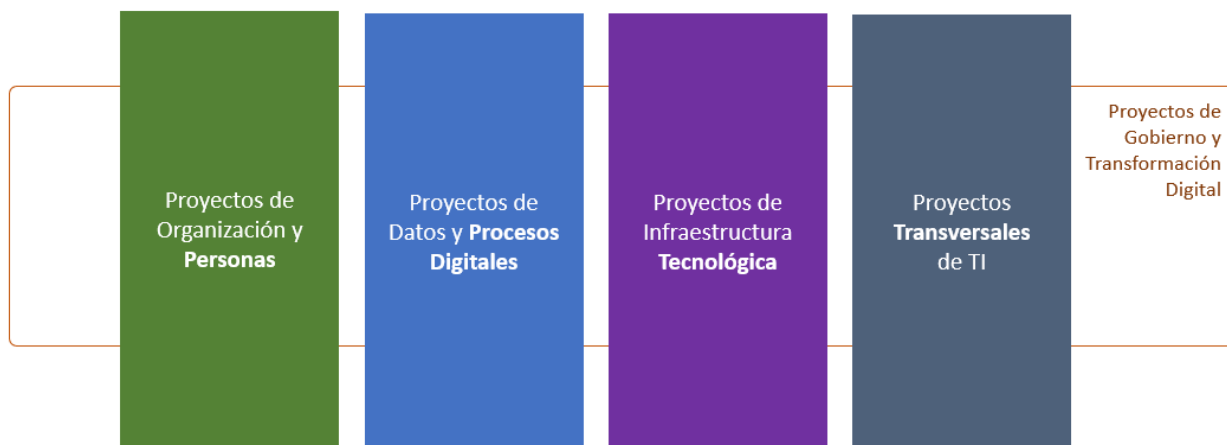 Proyectos de
Organización y
Personas
Proyectos de
Datos y Procesos
Digitales
Proyectos de
Infraestructura
Tecnológica
Proyectos
Transversales
de TI
Proyectos de
Gobierno y
Transformación
Digital